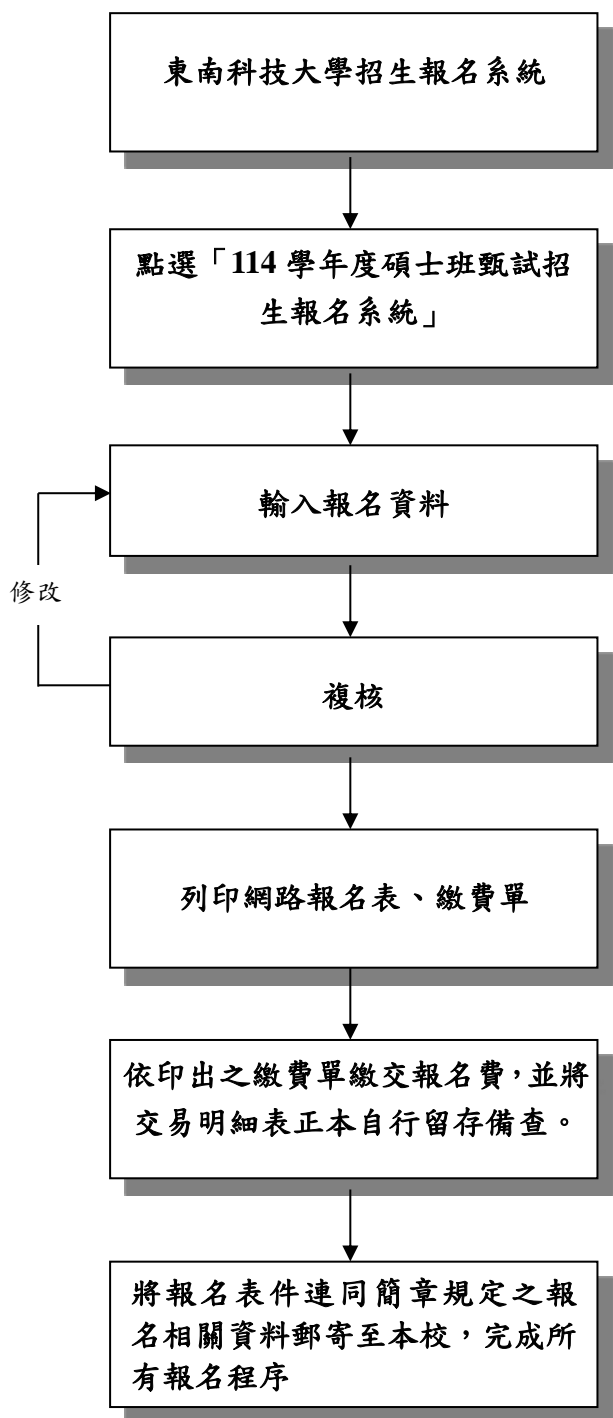 東南科技大學招生報名系統
點選「114 學年度碩士班甄試招
生報名系統」
輸入報名資料
修改
複核
列印網路報名表、繳費單
依印出之繳費單繳交報名費，並將
交易明細表正本自行留存備查。
將報名表件連同簡章規定之報
名相關資料郵寄至本校，完成所
有報名程序